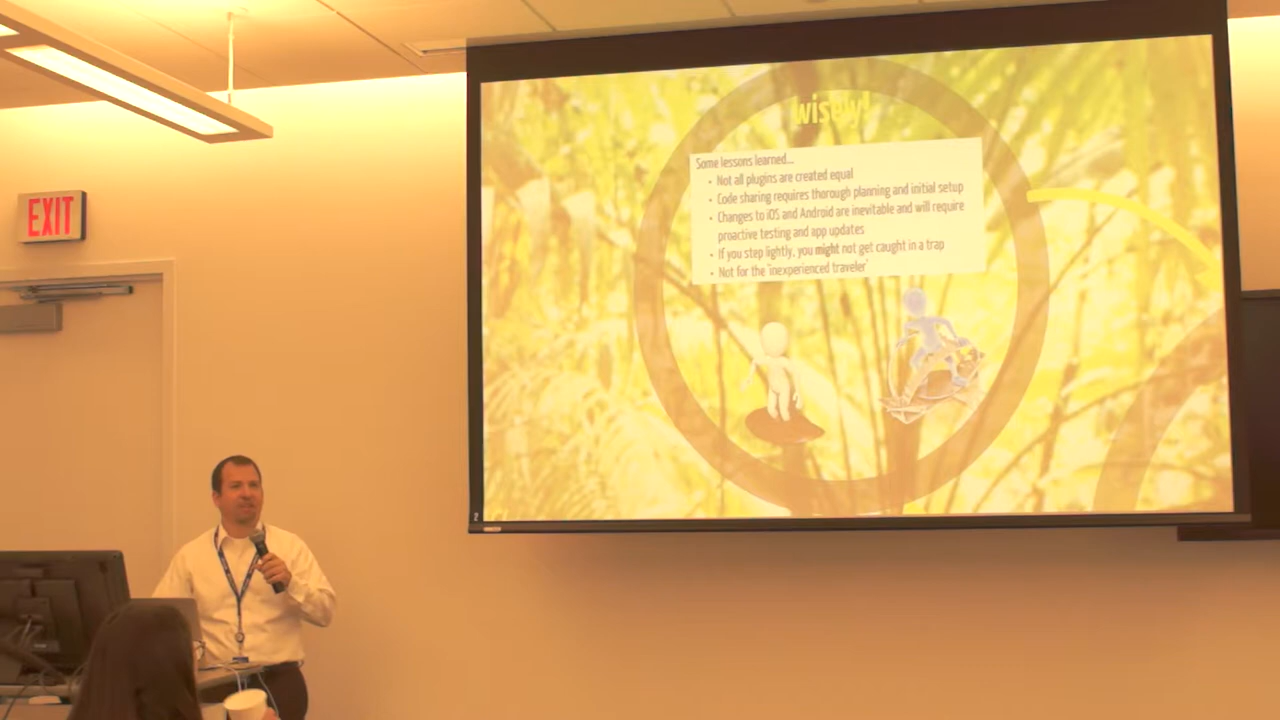 EXIT
wisely!
Some lessons learned...
• Not all plugins are created equal
• Code sharing requires thorough planning and initial setup
• Changes to iOS and Android are inevitable and will require
proactive testing and app updates
• If you step lightly, you might not get caught in a trap
• Not for the 'inexperienced traveler'